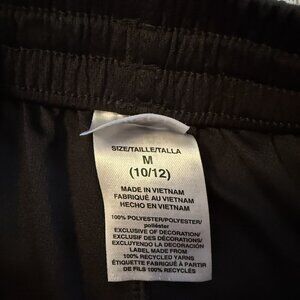 SIZE/TAILLE/TALLA
M
(10/12)
MADE IN VIETNAM
FABRIQUÉ AU VIETNAM
HECHO EN VIETNAM
100% POLYESTER/POLYESTER/
poliéster
EXCLUSIVE OF DECORATION/
EXCLUSIF DES DÉCORATIONS/
EXCLUYENDO LA DECORACIÓN
LABEL MADE FROM
100% RECYCLED YARNS
ÉTIQUETTE FABRIQUÉE À PARTIR
DE FILS 100% RECYCLÉS